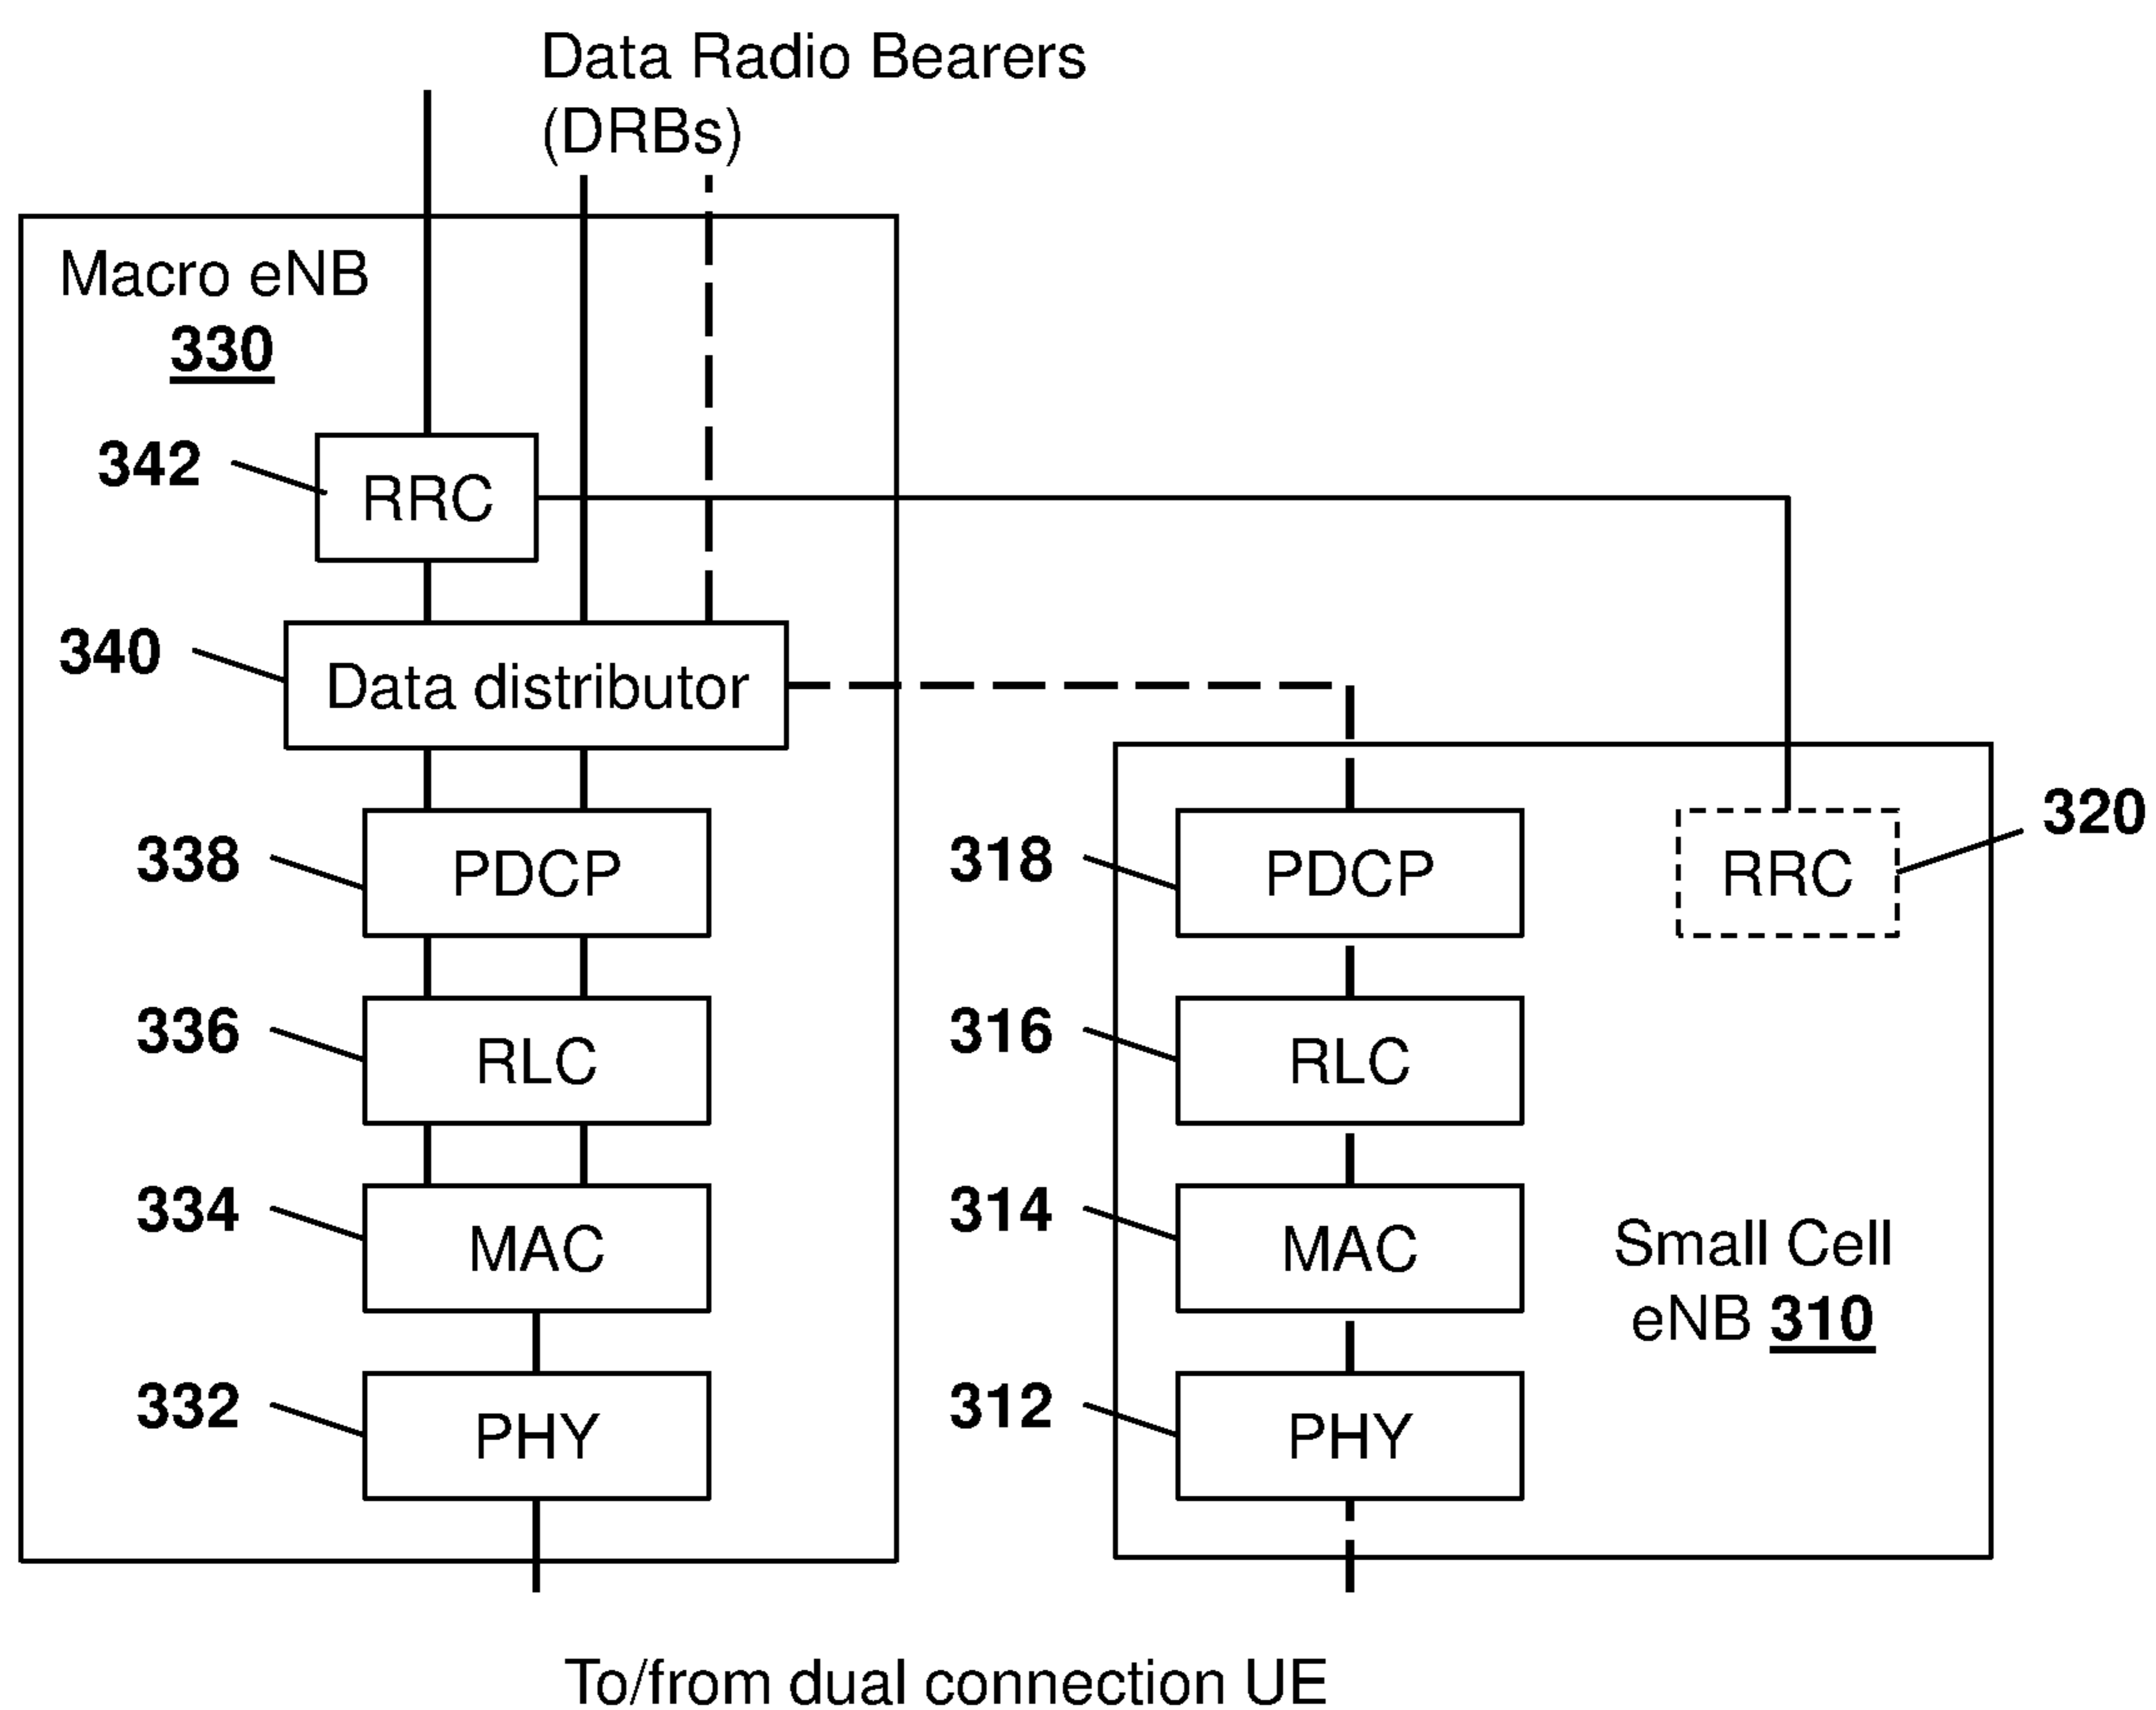 Data Radio Bearers
(DRBs)
Macro eNB
330
342
RRC
340
Data distributor
338
PDCP
318
PDCP
RRC
320
336
RLC
316
RLC
334
MAC
314
MAC
Small Cell
eNB 310
332
PHY
312
PHY
To/from dual connection UE